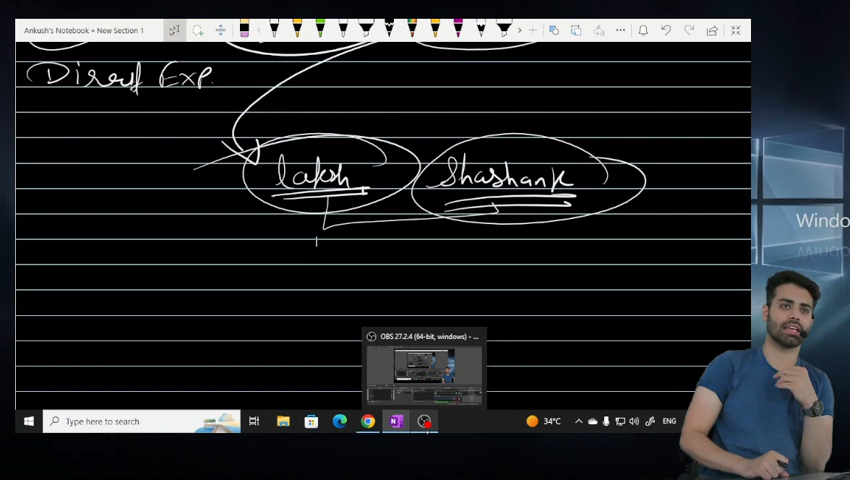 Ankush's Notebook » New Section 1
Direct Exp.
laksh Shashank
Windo
OBS 27.2.4 (64-bit, windows) - ...
Type here to search
34°C
ENG